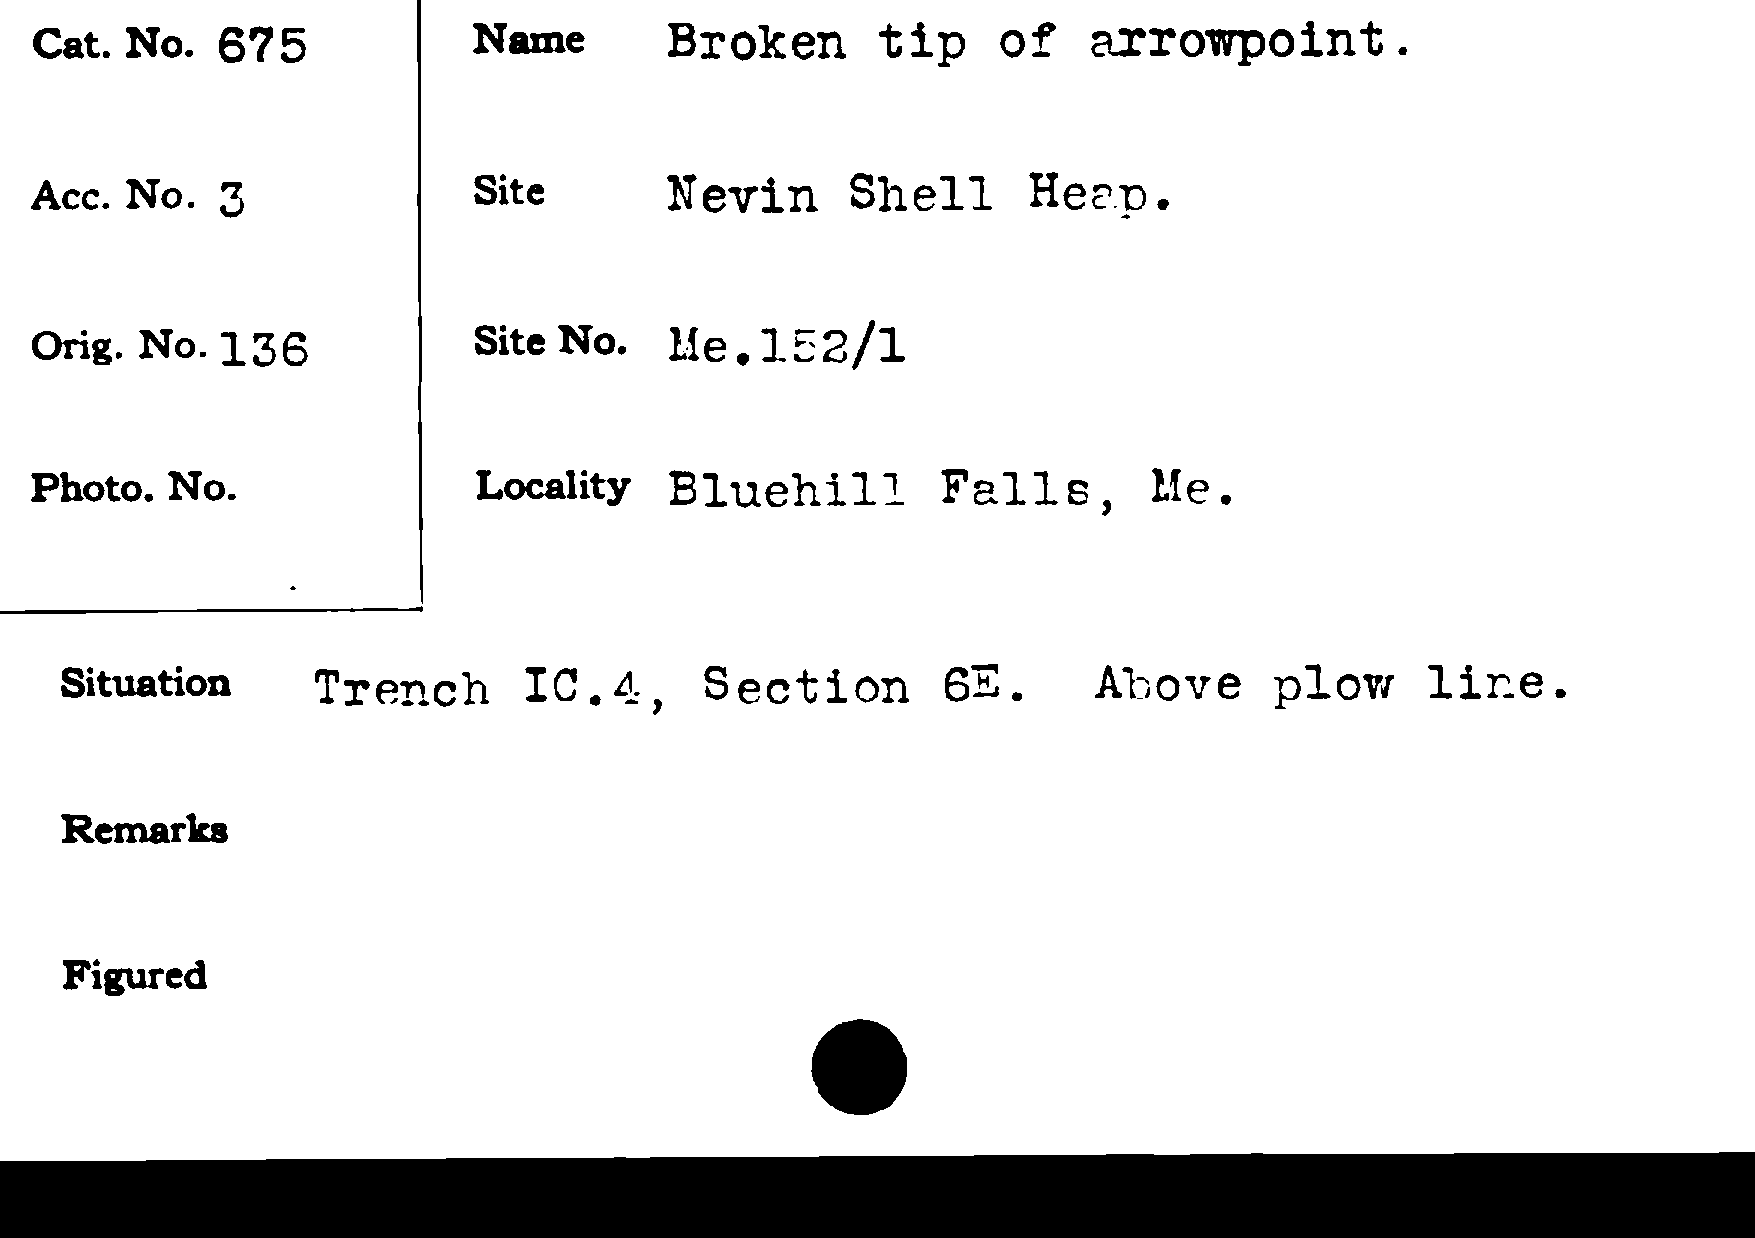 Cat. No. 675
Name Broken tip of arrowpoint.
Acc. No. 3
Site Nevin Shell Heap.
Orig. No. 136
Site No. Me.152/1
Photo. No.
Locality Bluehill Falls, Me.
Situation Trench IC.4, Section 6E. Above plow line.
Remarks
Figured